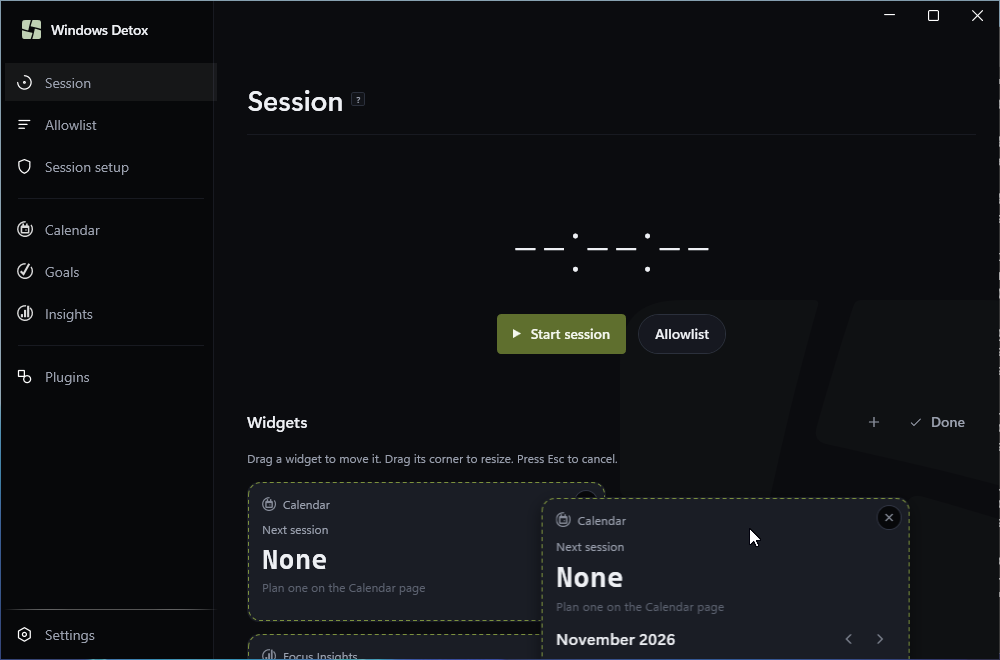 Windows Detox
Session
Allowlist
Session setup
Calendar
Goals
Insights
Plugins
Settings
Session ?
--:--:--
Start session
Allowlist
Widgets
Done
Drag a widget to move it. Drag its corner to resize. Press Esc to cancel.
Calendar
Next session
None
Plan one on the Calendar page
Focus Insights
Calendar
Next session
None
Plan one on the Calendar page
November 2026